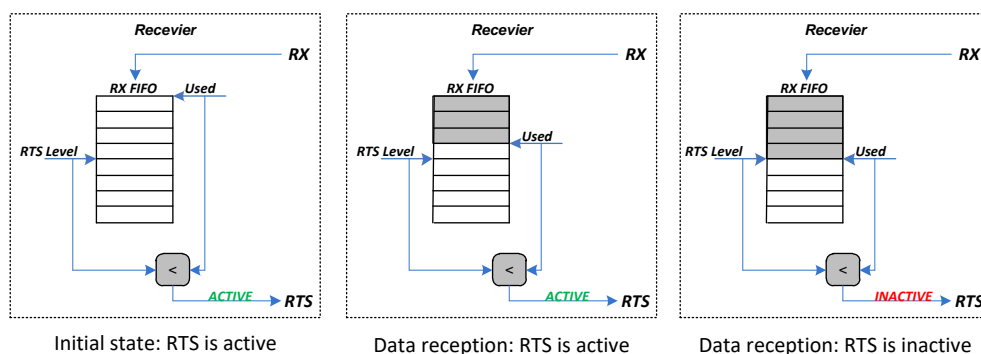 Recevier
RX
RX FIFO
Used
RTS Level
<
ACTIVE
RTS
Initial state: RTS is active
Recevier
RX
RX FIFO
Used
RTS Level
<
ACTIVE
RTS
Data reception: RTS is active
Recevier
RX
RX FIFO
RTS Level
Used
<
INACTIVE
RTS
Data reception: RTS is inactive